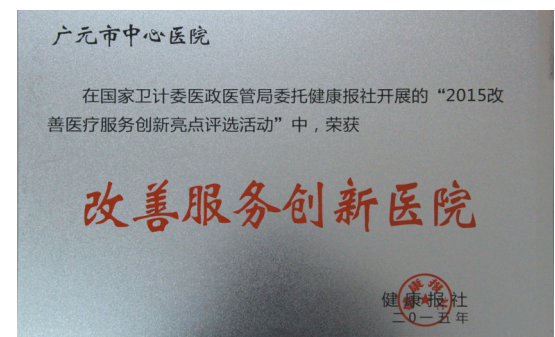 广元市中心医院
在国家卫计委医政医管局委托健康报社开展的“2015改
善医疗服务创新亮点评选活动”中，荣获
改善服务创新医院
健康报社
二〇一五年